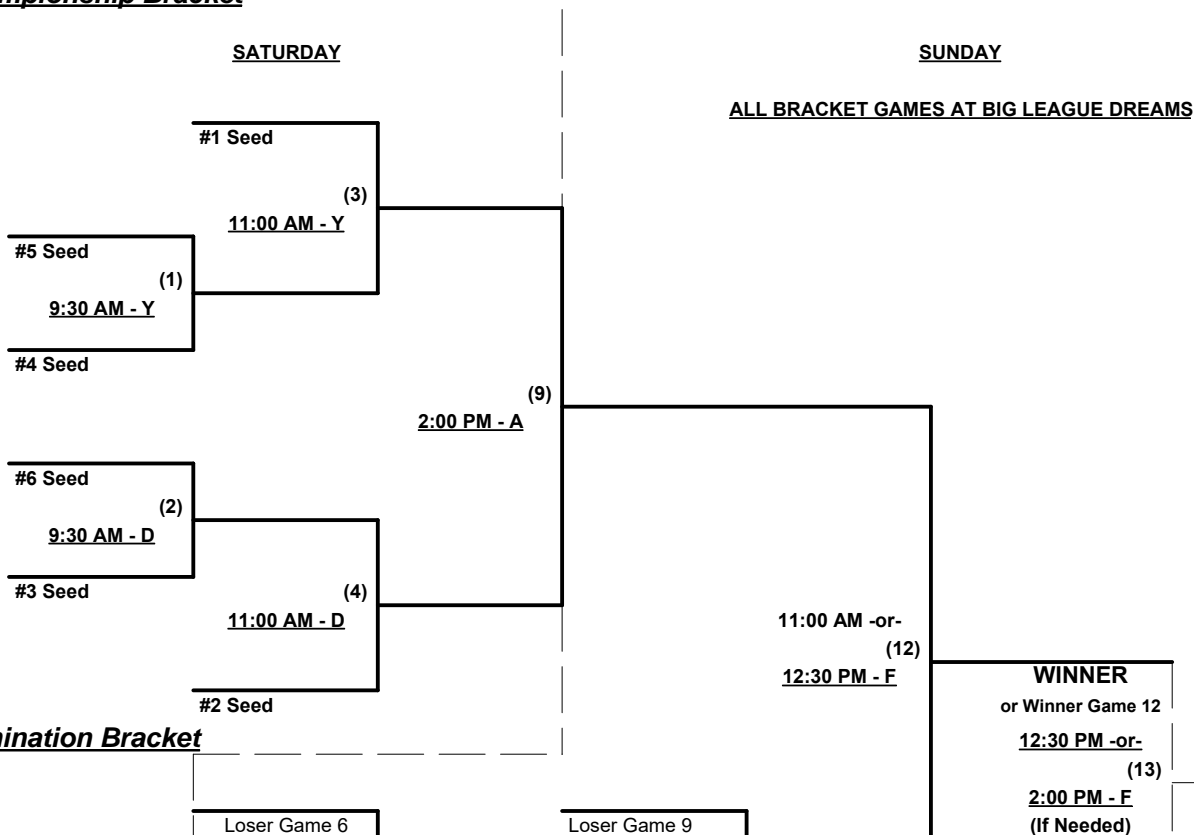 Bracket
SATURDAY
SUNDAY
ALL BRACKET GAMES AT BIG LEAGUE DREAMS
#1 Seed
(3)
11:00 AM - Y
#5 Seed
(1)
9:30 AM - Y
#4 Seed
(9)
2:00 PM - A
#6 Seed
(2)
9:30 AM - D
#3 Seed
(4)
11:00 AM - D
#2 Seed
11:00 AM -or-
(12)
12:30 PM - F
WINNER
or Winner Game 12
12:30 PM -or-
(13)
2:00 PM - F
(If Needed)
Bracket
Loser Game 6
Loser Game 9